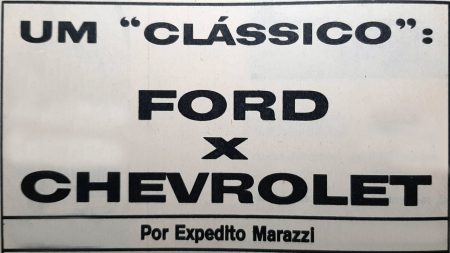 UM “CLÁSSICO”:
FORD
x
CHEVROLET
Por Expedito Marazzi